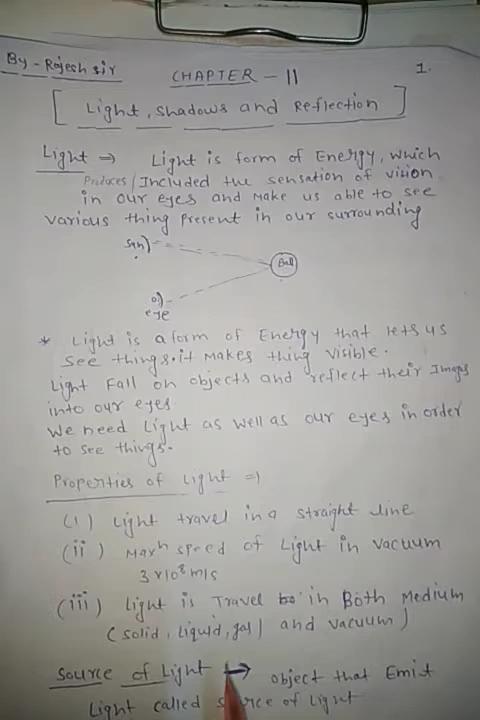 By - Rajesh sir
1.
CHAPTER - 11
[ Light, Shadows and Reflection ]
Light ⇒ Light is form of Energy, which
Produces/Included the sensation of vision
in our eyes and make us able to see
various thing present in our surrounding
Sun
Ball
eye
* Light is a form of Energy that lets us
see things. it makes thing visible.
Light Fall on objects and reflect their Images
into our eyes
We need Light as well as our eyes in order
to see things.
Properties of Light ⇒
(i) Light travel in a straight line
(ii) Maxm speed of Light in vacuum
3 x 10^8 m/s
(iii) Light is Travel in Both Medium
(solid, Liquid, gas) and vacuum)
Source of Light → object that Emit
Light called source of Light